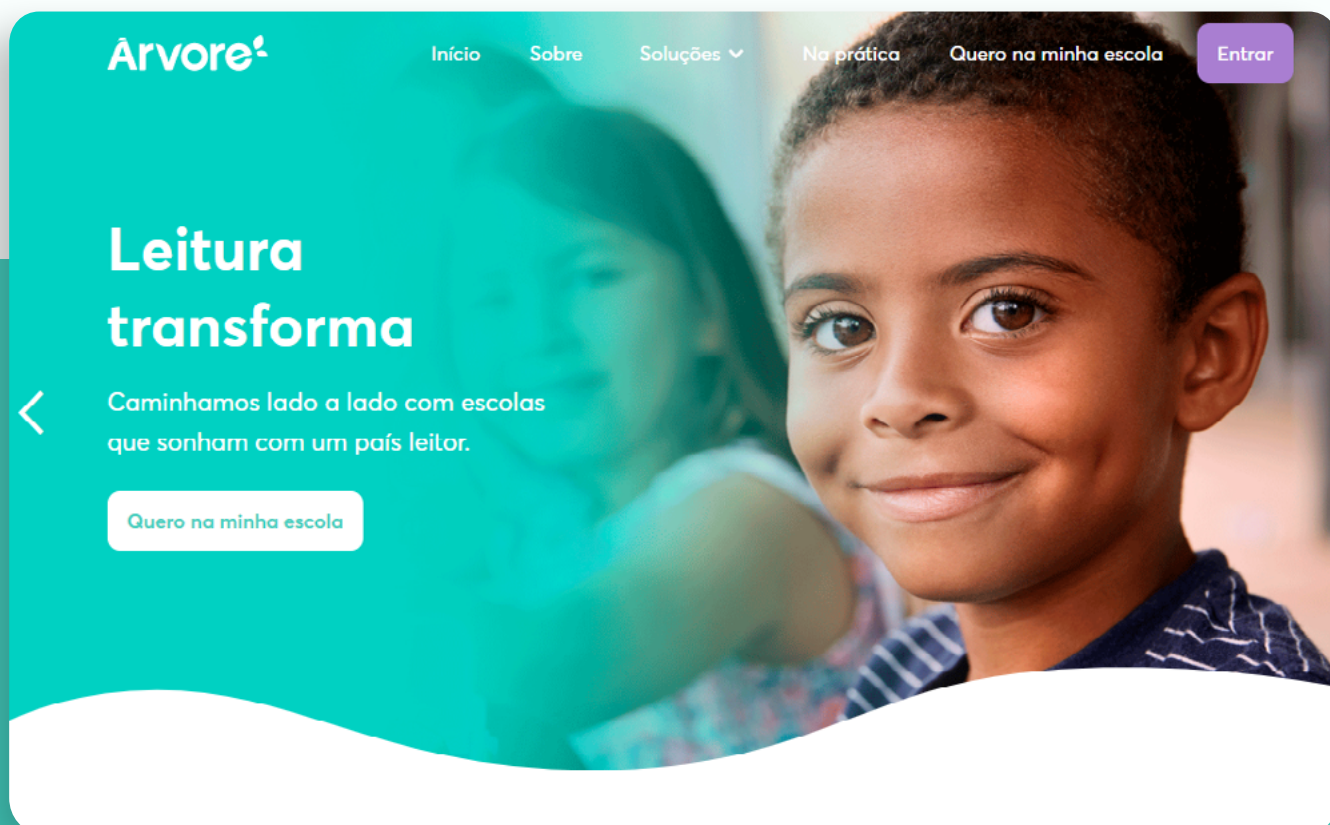 Árvore
Início Sobre Soluções Na prática Quero na minha escola Entrar
Leitura
transforma
Caminhamos lado a lado com escolas
que sonham com um país leitor.
Quero na minha escola